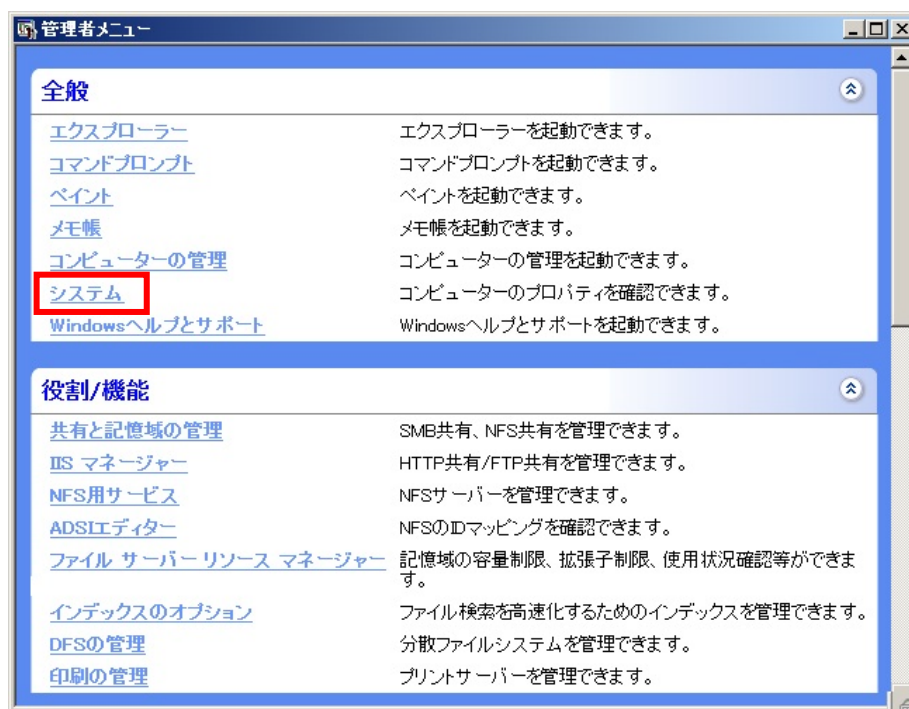 管理者メニュー
全般
エクスプローラー エクスプローラーを起動できます。
コマンドプロンプト コマンドプロンプトを起動できます。
ペイント ペイントを起動できます。
メモ帳 メモ帳を起動できます。
コンピューターの管理 コンピューターの管理を起動できます。
システム コンピューターのプロパティを確認できます。
Windowsヘルプとサポート Windowsヘルプとサポートを起動できます。
役割/機能
共有と記憶域の管理 SMB共有、NFS共有を管理できます。
IIS マネージャー HTTP共有/FTP共有を管理できます。
NFS用サービス NFSサーバーを管理できます。
ADSIエディター NFSのIDマッピングを確認できます。
ファイル サーバー リソース マネージャー 記憶域の容量制限、拡張子制限、使用状況確認等ができま
す。
インデックスのオプション ファイル検索を高速化するためのインデックスを管理できます。
DFSの管理 分散ファイルシステムを管理できます。
印刷の管理 プリントサーバーを管理できます。